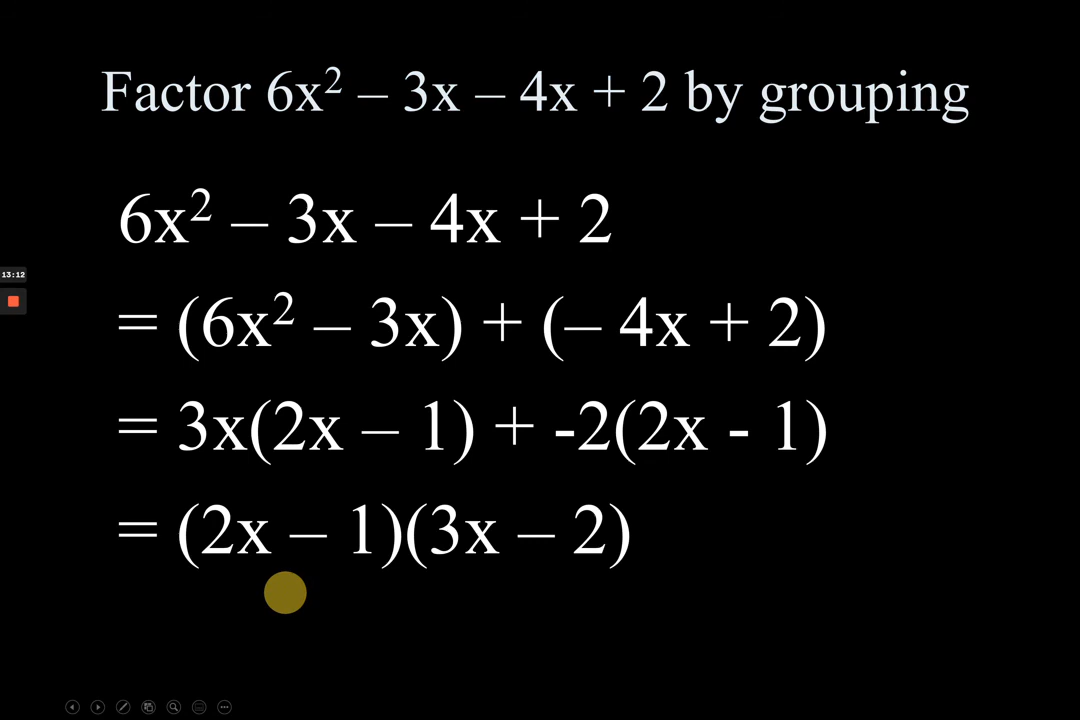 Factor 6x² – 3x – 4x + 2 by grouping
6x² – 3x – 4x + 2
= (6x² – 3x) + (– 4x + 2)
13:12
= 3x(2x – 1) + -2(2x - 1)
= (2x – 1)(3x – 2)